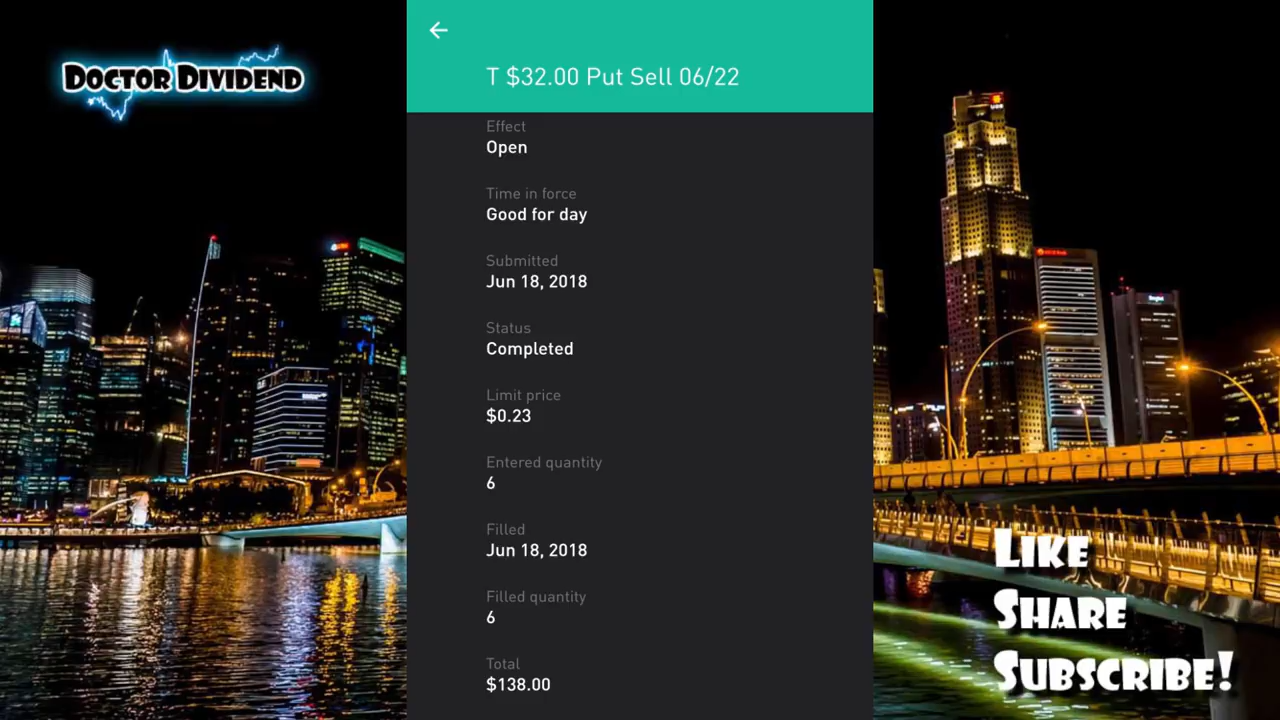 DOCTOR DIVIDEND
T $32.00 Put Sell 06/22
Effect
Open
Time in force
Good for day
Submitted
Jun 18, 2018
Status
Completed
Limit price
$0.23
Entered quantity
6
Filled
Jun 18, 2018
Filled quantity
6
Total
$138.00
LIKE
SHARE
SUBSCRIBE!